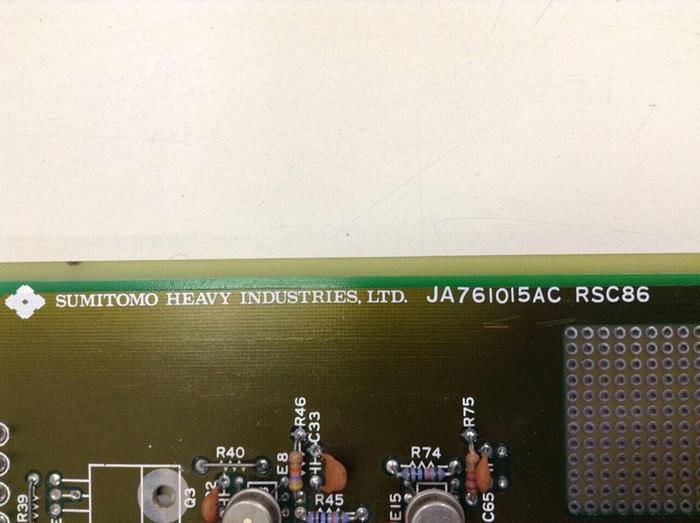 SUMITOMO HEAVY INDUSTRIES, LTD. JA761015AC RSC86
R46
C33
R75
R40
E8
R74
R39
Q3
R45
E15
C65